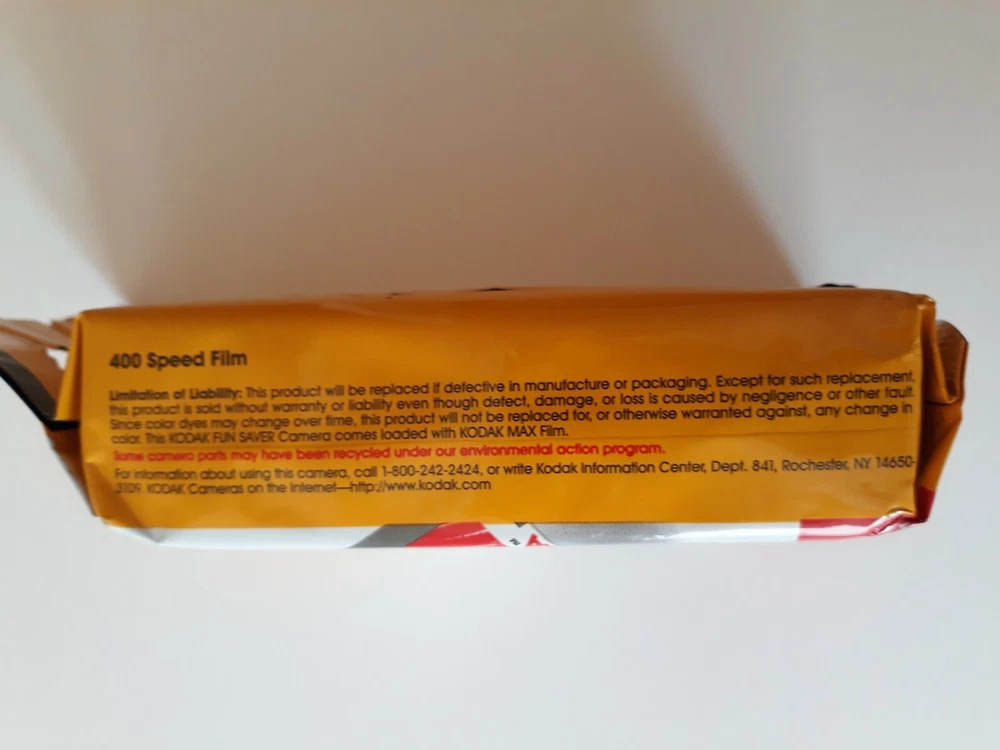 400 Speed Film
Limitation of Liability: This product will be replaced if defective in manufacture or packaging. Except for such replacement,
this product is sold without warranty or liability even though defect, damage, or loss is caused by negligence or other fault.
Since color dyes may change over time, this product will not be replaced for, or otherwise warranted against, any change in
color. This KODAK FUN SAVER Camera comes loaded with KODAK MAX Film.
Some camera parts may have been recycled under our environmental action program.
For information about using this camera, call 1-800-242-2424, or write Kodak Information Center, Dept. 841, Rochester, NY 14650-
3109. KODAK Cameras on the Internet—http://www.kodak.com